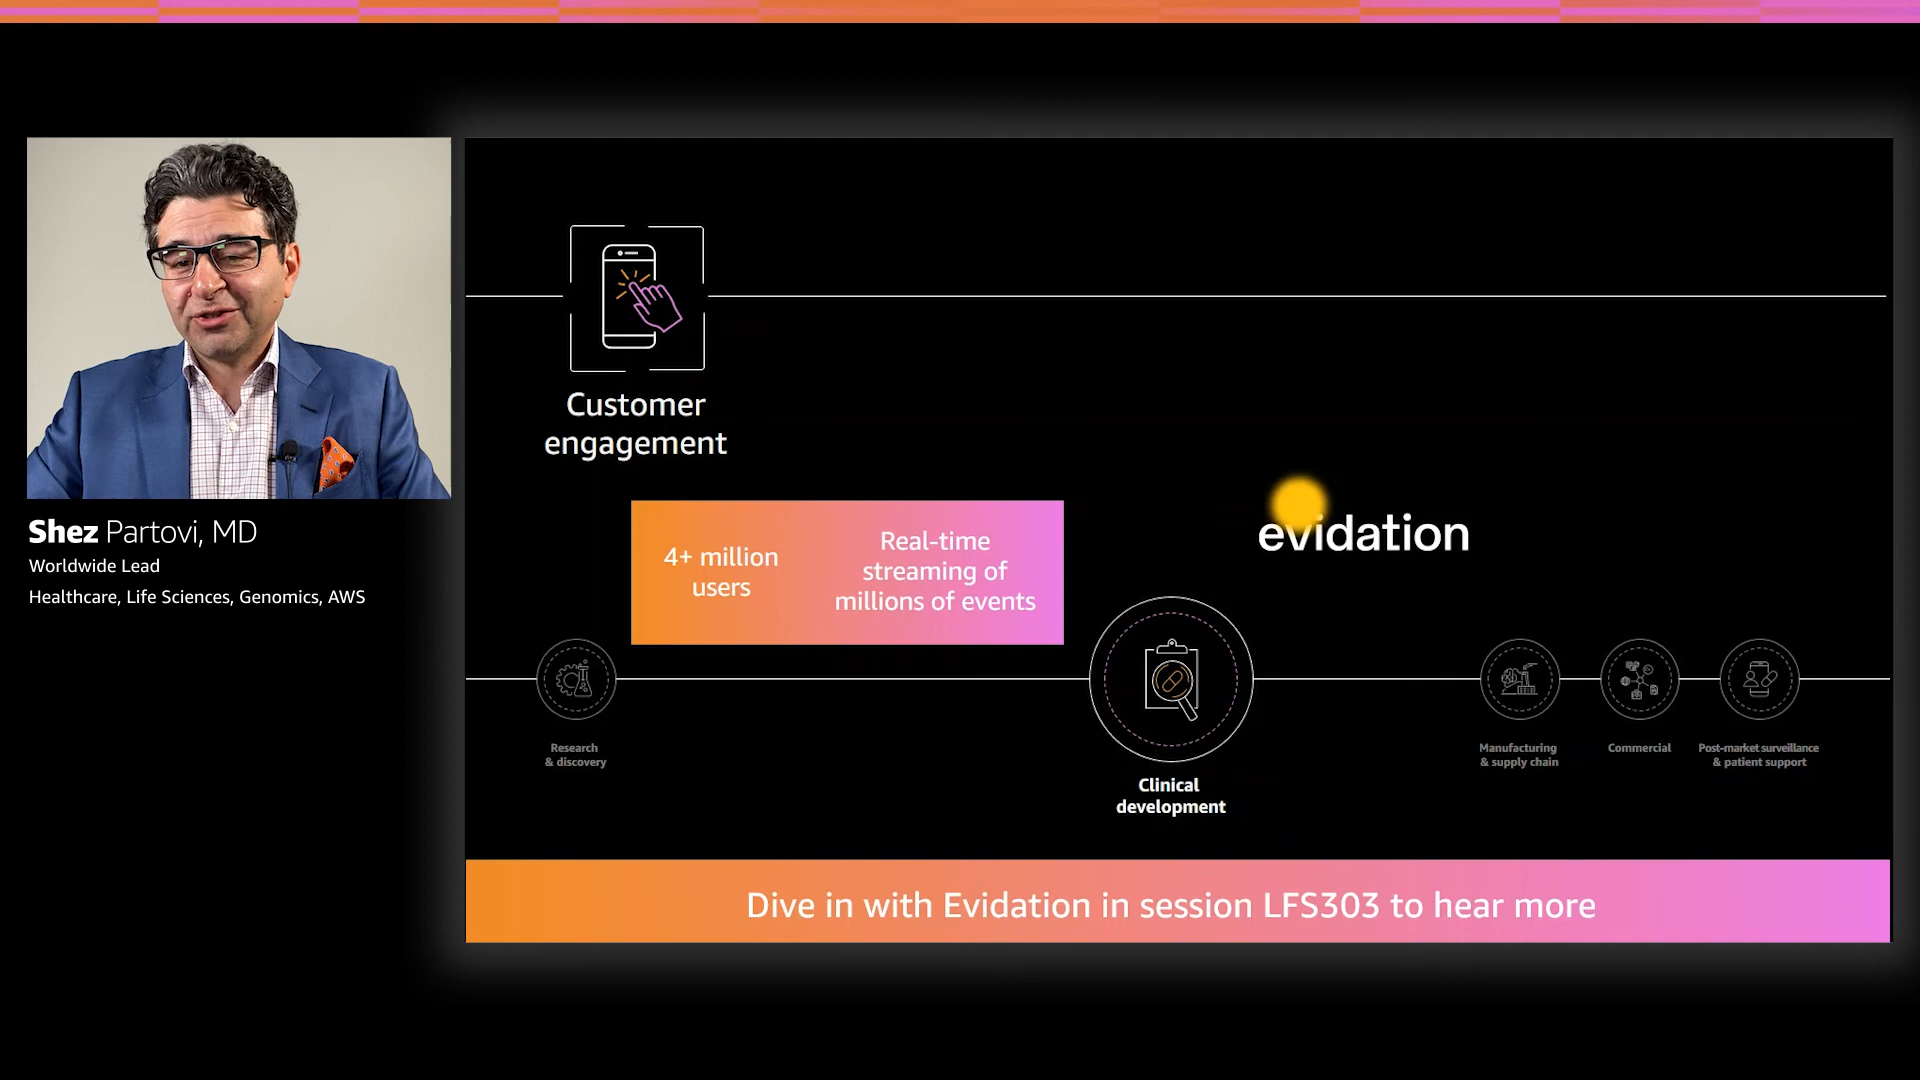 Customer
engagement
Shez Partovi, MD
Worldwide Lead
Healthcare, Life Sciences, Genomics, AWS
4+ million
users
Real-time
streaming of
millions of events
evidation
Research
& discovery
Clinical
development
Manufacturing
& supply chain
Commercial
Post-market surveillance
& patient support
Dive in with Evidation in session LFS303 to hear more